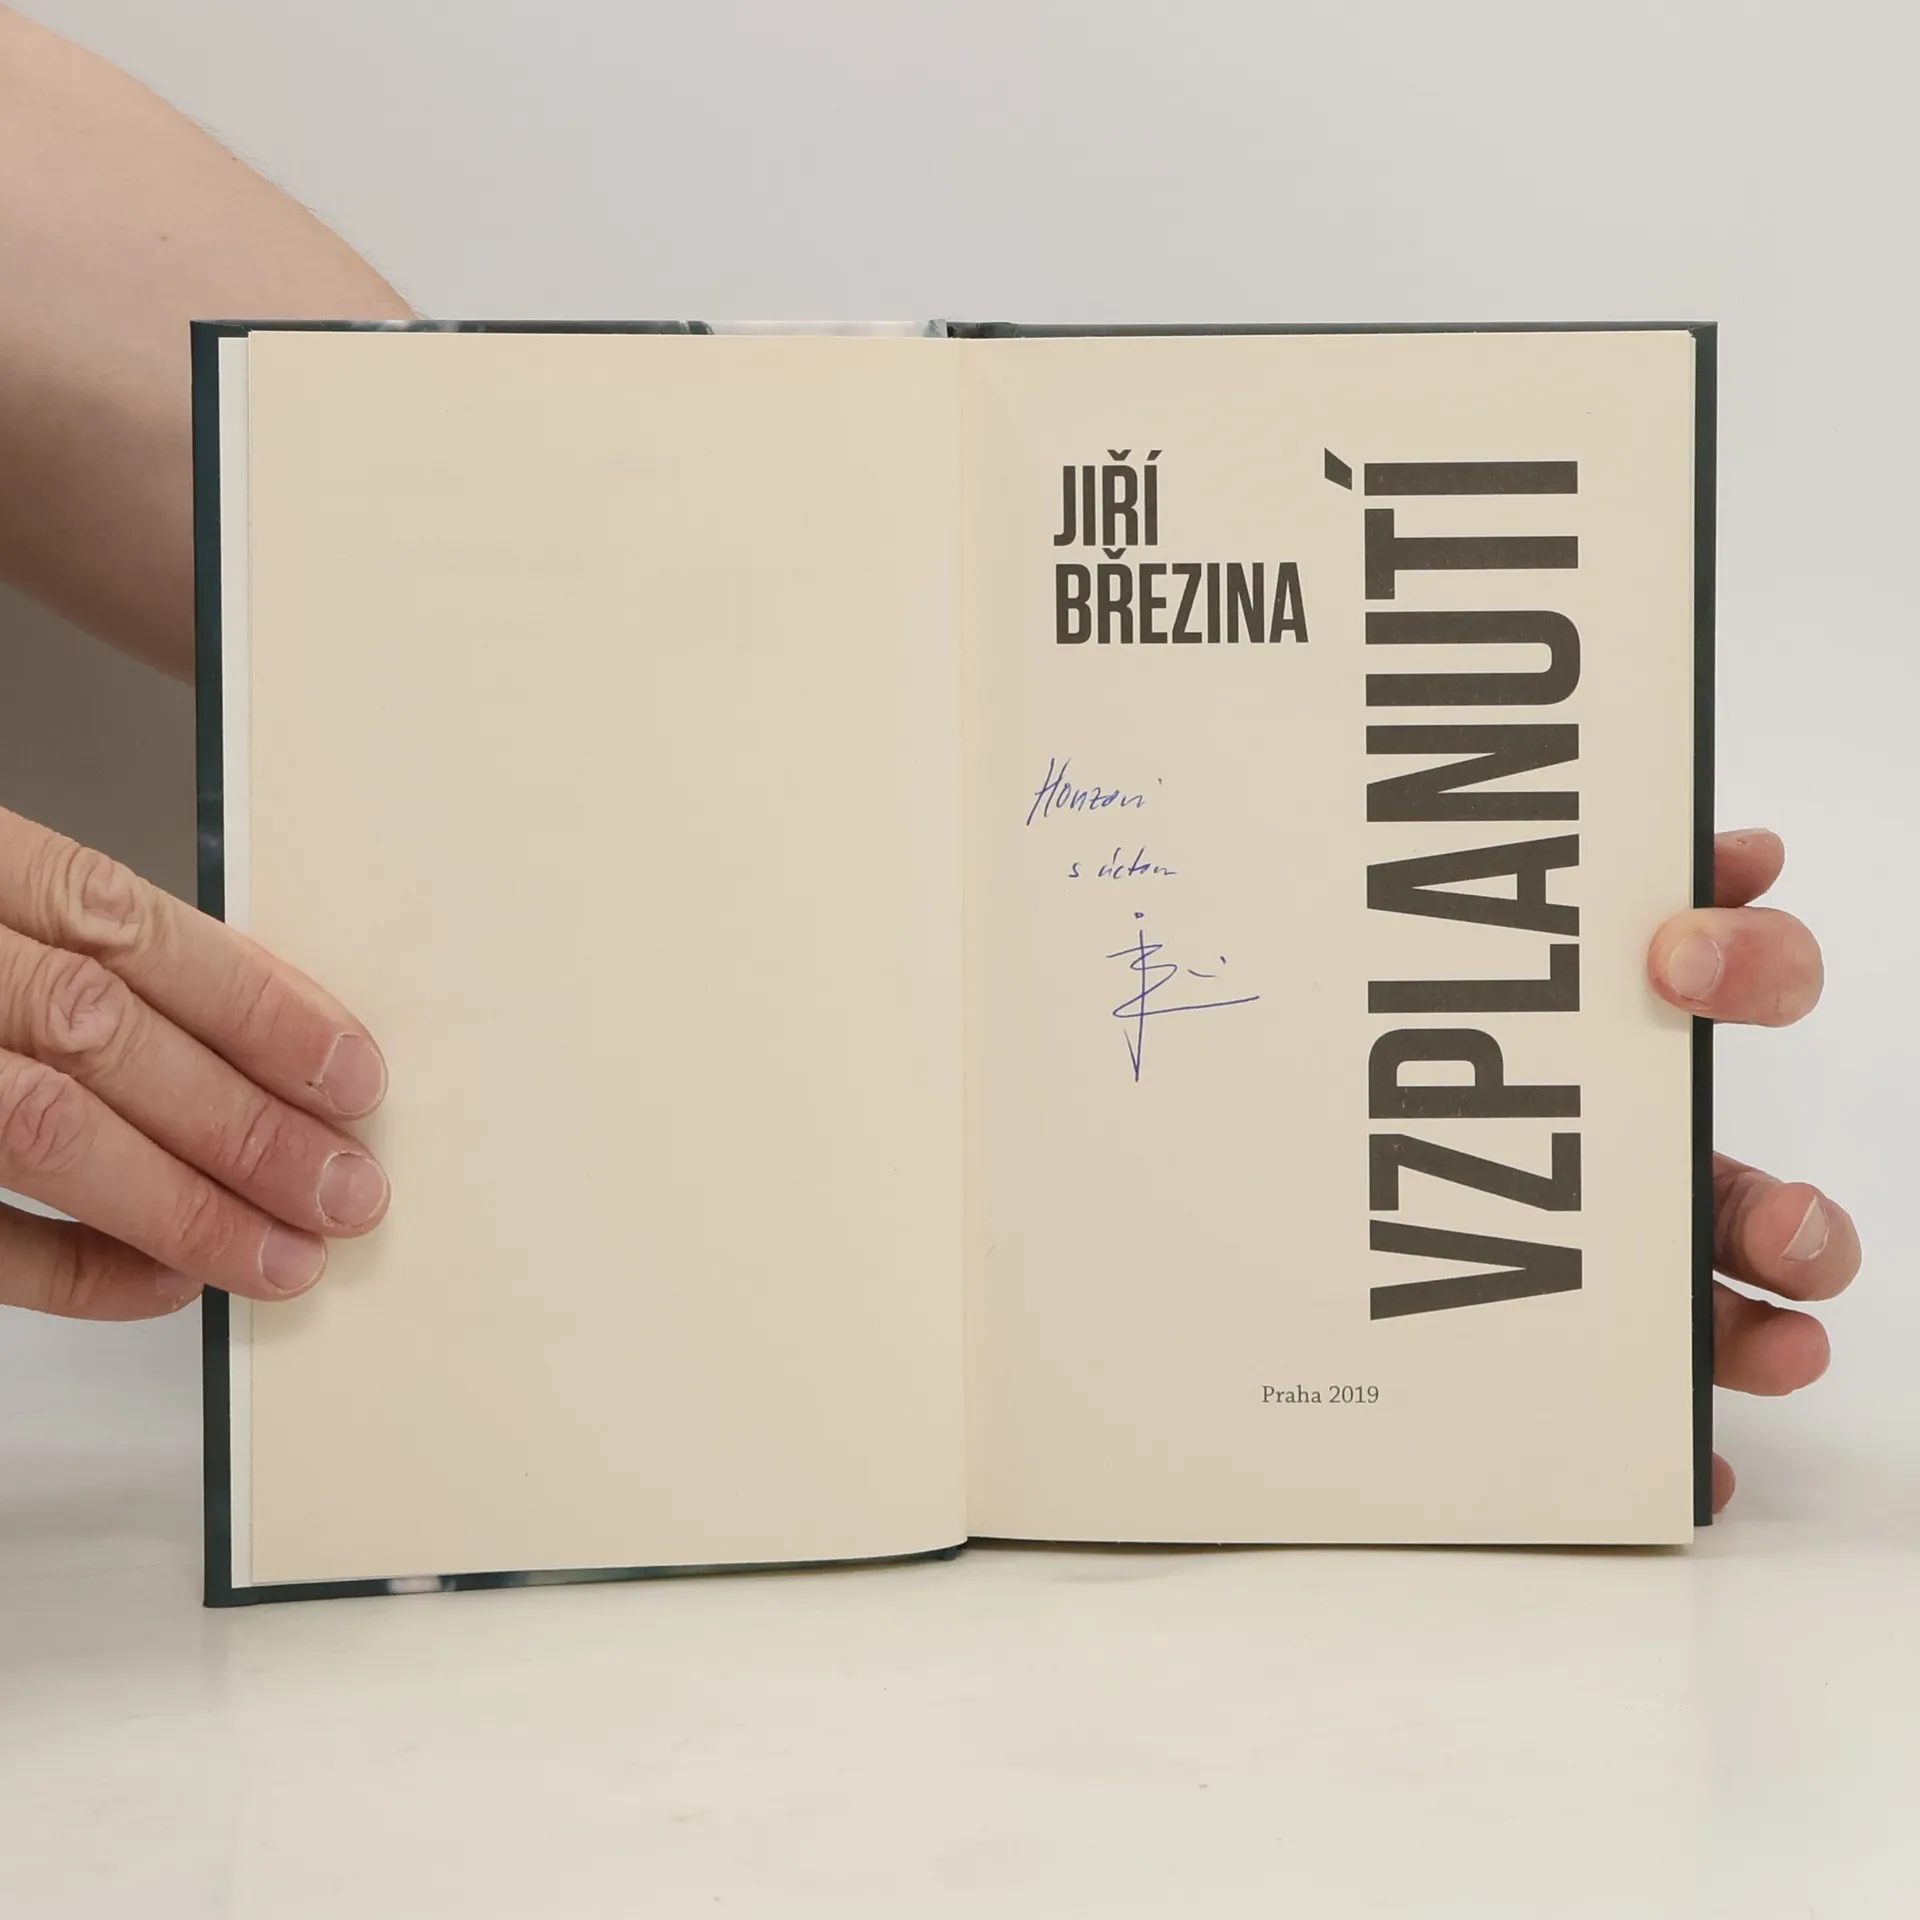 JIŘÍ
BŘEZINA
VZPLANUTÍ
Honzovi
s úctou
Praha 2019